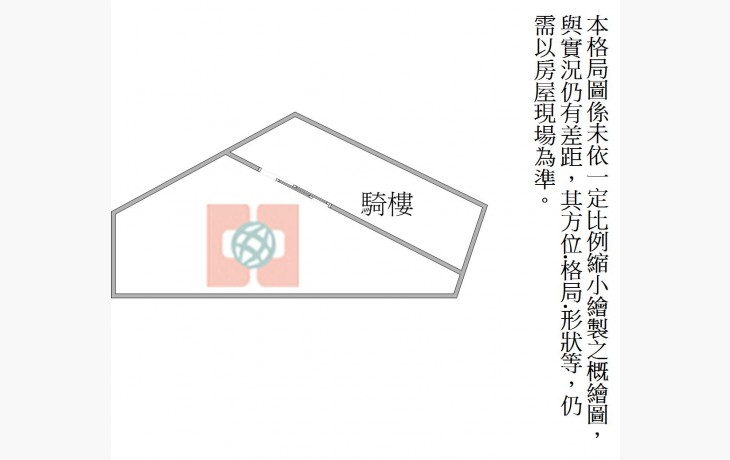 本格局圖係未依一定比例縮小繪製之概繪圖，
與實況仍有差距，其方位．格局．形狀等，仍
需以房屋現場為準。
騎樓